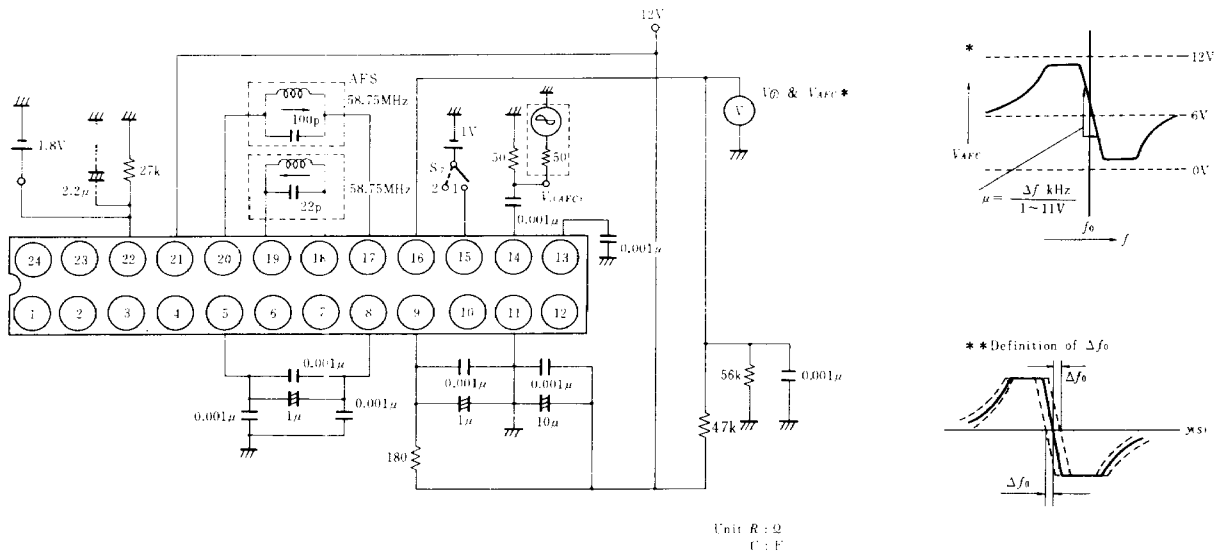 12V
AFS
58.75MHz
100p
58.75MHz
22p
1.8V
2.2μ
27k
1V
2 1
50
50
0.001μ
0.001μ
V
24 23 22 21 20 19 18 17 16 15 14 13
1 2 3 4 5 6 7 8 9 10 11 12
0.001μ
1μ
0.001μ
0.001μ
0.001μ
0.001μ
1μ
10μ
180
56k
0.001μ
47k
Unit R : Ω
C : F
*
12V
6V
0V
VAFC
μ = Δf kHz / 1~11V
f0
f
**Definition of Δf0
Δf0
Δf0